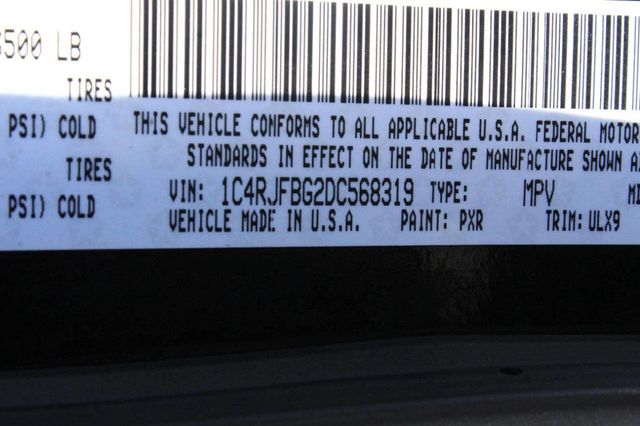 500 LB
TIRES
PSI) COLD THIS VEHICLE CONFORMS TO ALL APPLICABLE U.S.A. FEDERAL MOTOR
TIRES STANDARDS IN EFFECT ON THE DATE OF MANUFACTURE SHOWN A
PSI) COLD VIN: 1C4RJFBG2DC568319 TYPE: MPV
VEHICLE MADE IN U.S.A. PAINT: PXR TRIM: ULX9